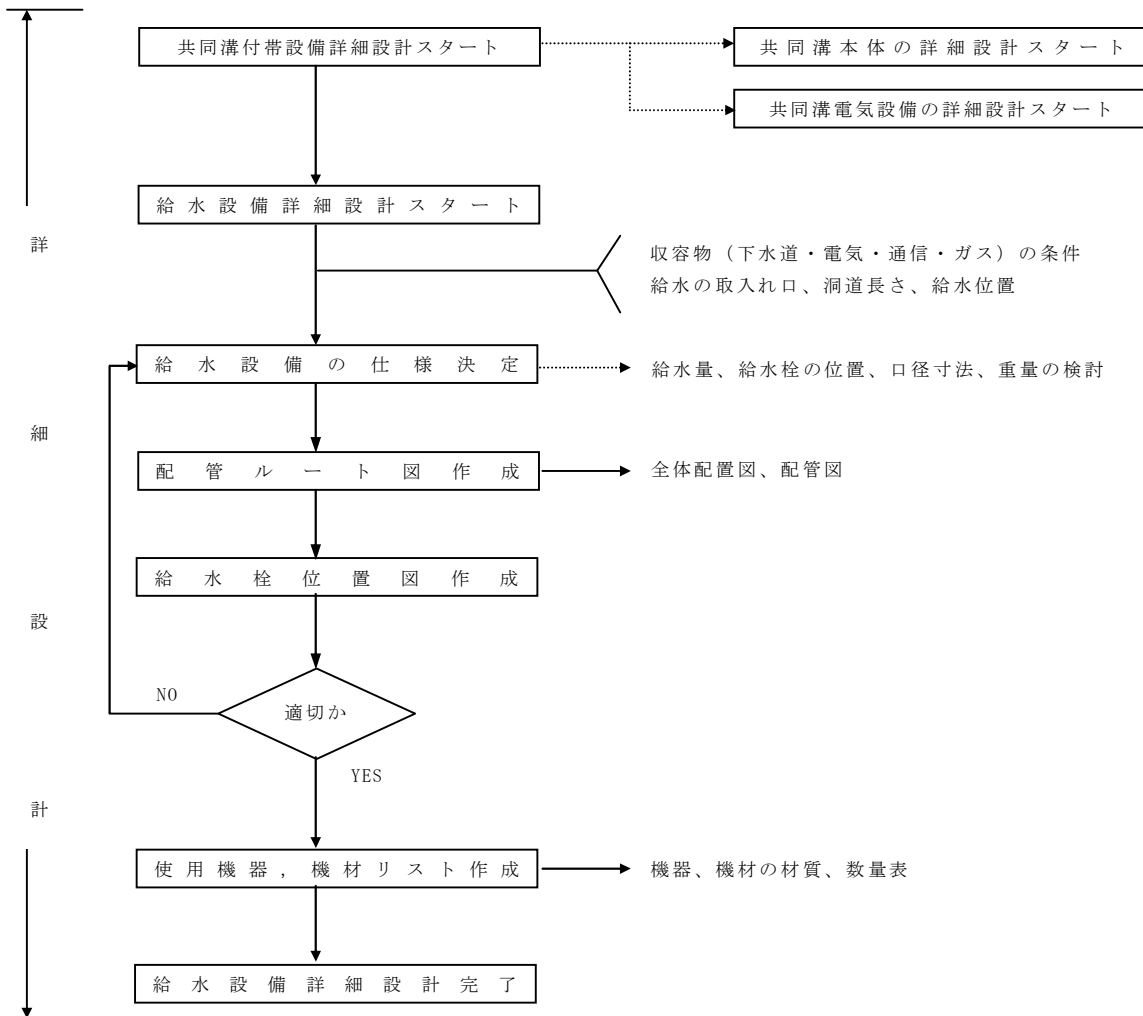 共同溝付帯設備詳細設計スタート
共同溝本体の詳細設計スタート
共同溝電気設備の詳細設計スタート
給水設備詳細設計スタート
詳
収容物（下水道・電気・通信・ガス）の条件
給水の取入れ口、洞道長さ、給水位置
給水設備の仕様決定
給水量、給水栓の位置、口径寸法、重量の検討
細
配管ルート図作成
全体配置図、配管図
給水栓位置図作成
設
NO
適切か
YES
計
使用機器，機材リスト作成
機器、機材の材質、数量表
給水設備詳細設計完了